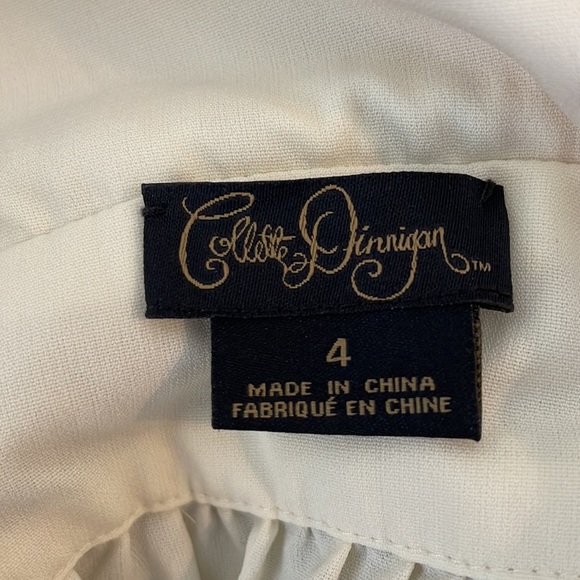 Collette Dinnigan™
4
MADE IN CHINA
FABRIQUÉ EN CHINE